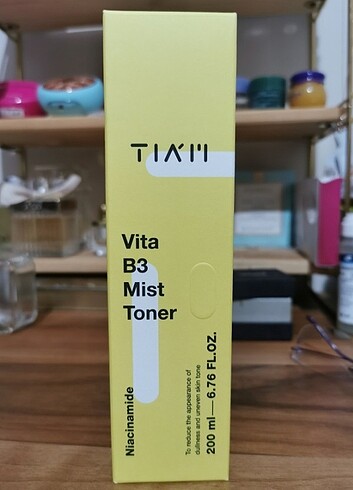 TIA'M
Vita
B3
Mist
Toner
Niacinamide
To reduce the appearance of
dullness and uneven skin tone
200 ml — 6.76 FL.OZ.